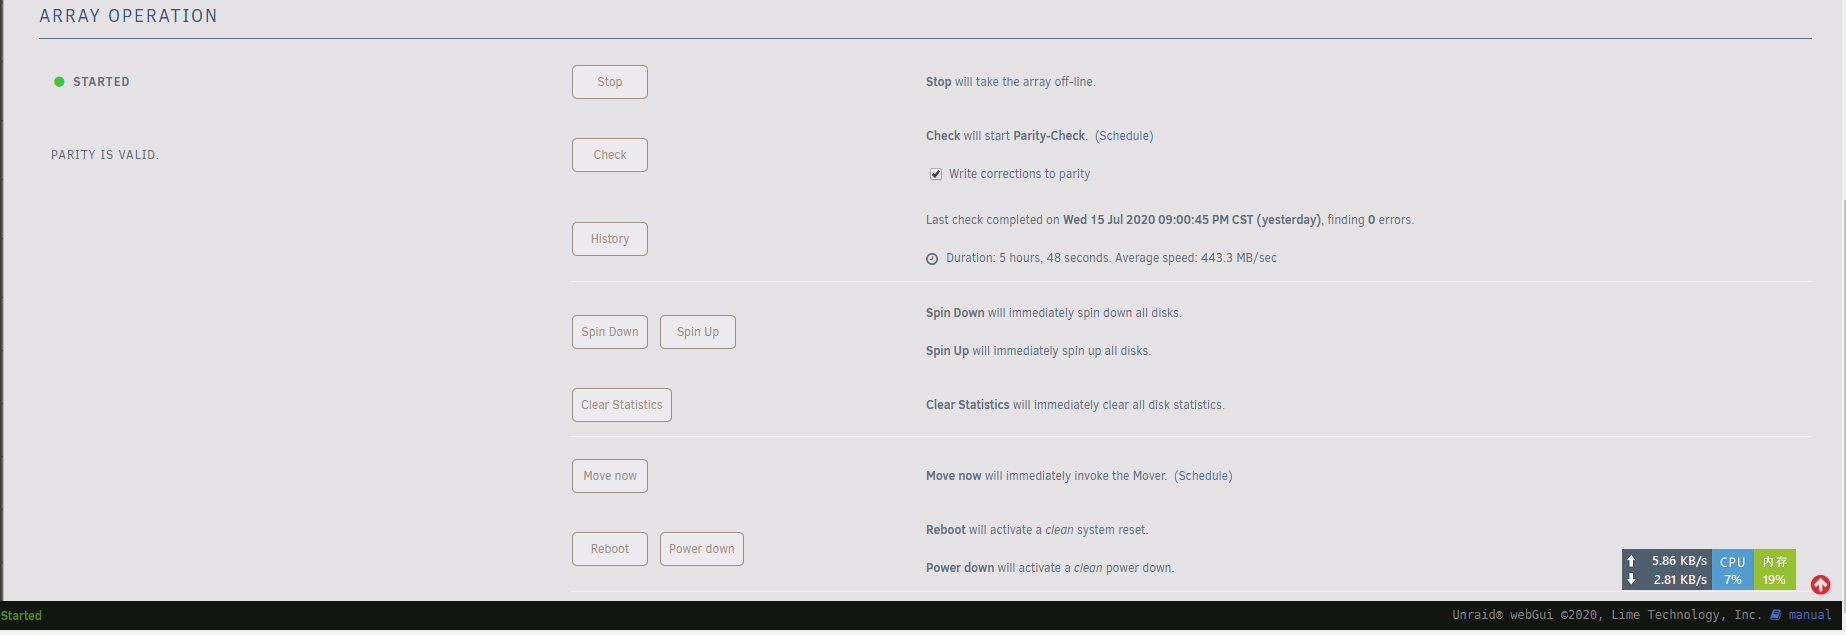 ARRAY OPERATION
STARTED
Stop
Stop will take the array off-line.
PARITY IS VALID.
Check
Check will start Parity-Check. (Schedule)
Write corrections to parity
History
Last check completed on Wed 15 Jul 2020 09:00:45 PM CST (yesterday), finding 0 errors.
Duration: 5 hours, 48 seconds. Average speed: 443.3 MB/sec
Spin Down Spin Up
Spin Down will immediately spin down all disks.
Spin Up will immediately spin up all disks.
Clear Statistics
Clear Statistics will immediately clear all disk statistics.
Move now
Move now will immediately invoke the Mover. (Schedule)
Reboot Power down
Reboot will activate a clean system reset.
Power down will activate a clean power down.
5.86 KB/s CPU 内存
2.81 KB/s 7% 19%
Started
Unraid® webGui ©2020, Lime Technology, Inc. manual